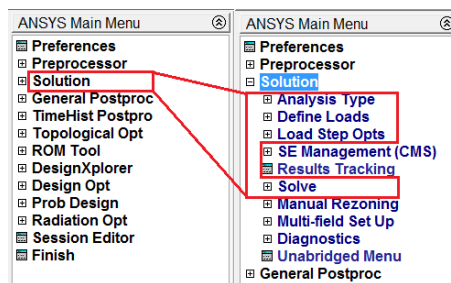 ANSYS Main Menu
Preferences
Preprocessor
Solution
General Postproc
TimeHist Postpro
Topological Opt
ROM Tool
DesignXplorer
Design Opt
Prob Design
Radiation Opt
Session Editor
Finish
ANSYS Main Menu
Preferences
Preprocessor
Solution
Analysis Type
Define Loads
Load Step Opts
SE Management (CMS)
Results Tracking
Solve
Manual Rezoning
Multi-field Set Up
Diagnostics
Unabridged Menu
General Postproc